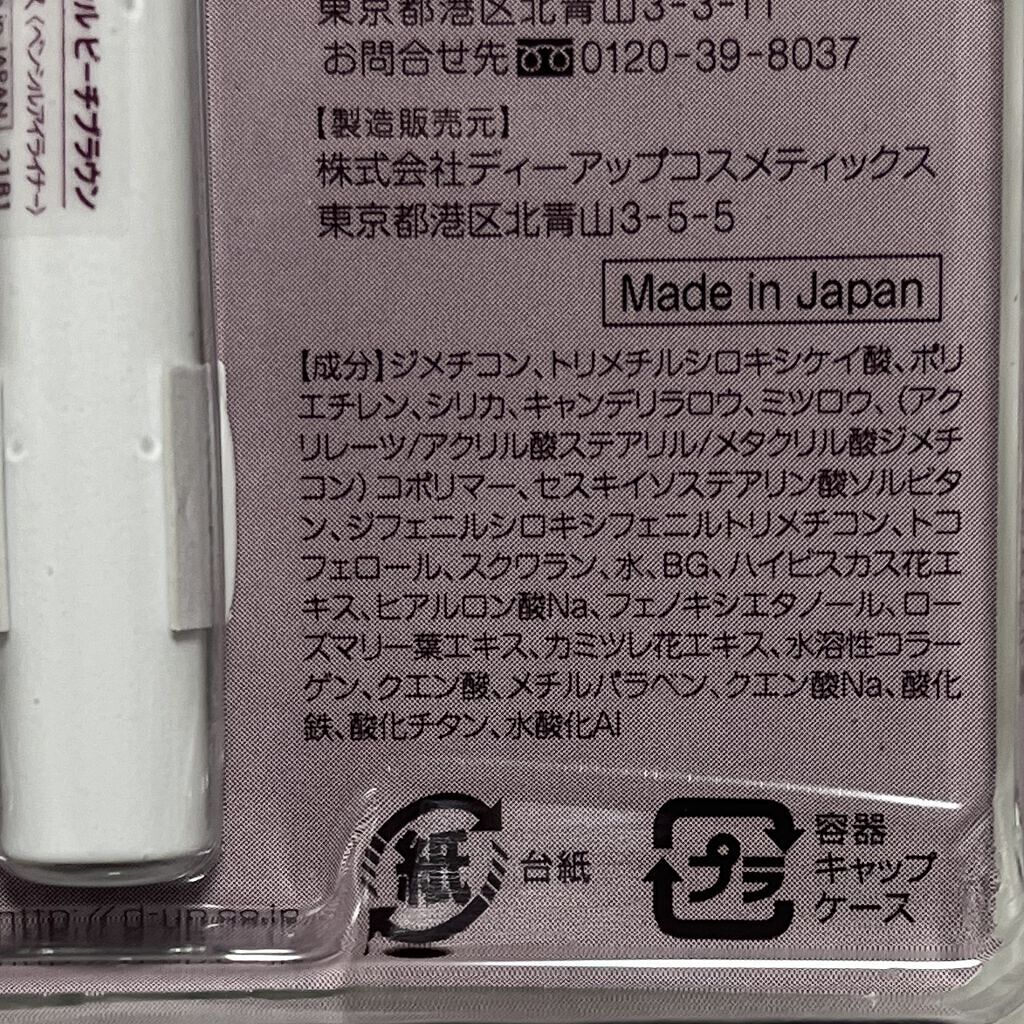 東京都港区北青山3-3-11
お問合せ先 0120-39-8037
【製造販売元】
株式会社ディーアップコスメティックス
東京都港区北青山3-5-5
Made in Japan
【成分】ジメチコン、トリメチルシロキシケイ酸、ポリ
エチレン、シリカ、キャンデリラロウ、ミツロウ、(アク
リレーツ/アクリル酸ステアリル/メタクリル酸ジメチ
コン)コポリマー、セスキイソステアリン酸ソルビタ
ン、ジフェニルシロキシフェニルトリメチコン、トコ
フェロール、スクワラン、水、BG、ハイビスカス花エ
キス、ヒアルロン酸Na、フェノキシエタノール、ロー
ズマリー葉エキス、カミツレ花エキス、水溶性コラー
ゲン、クエン酸、メチルパラベン、クエン酸Na、酸化
鉄、酸化チタン、水酸化Al
紙
台紙
プラ
容器
キャップ
ケース
ルビーチブラウン
〈ペンシルアイライナー〉